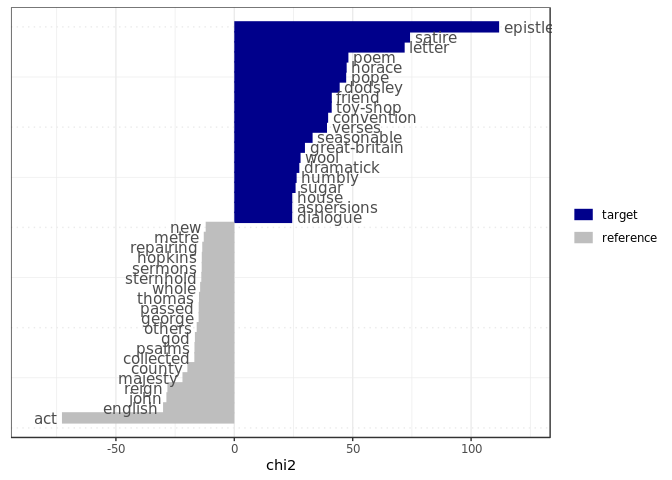 epistle
satire
letter
poem
horace
pope
dodsley
friend
toy-shop
convention
verses
seasonable
great-britain
wool
dramatick
humbly
sugar
house
aspersions
dialogue
new
metre
repairing
hopkins
sermons
sternhold
whole
thomas
passed
george
others
god
psalms
collected
county
majesty
reign
john
english
act
target
reference
-50 0 50 100
chi2